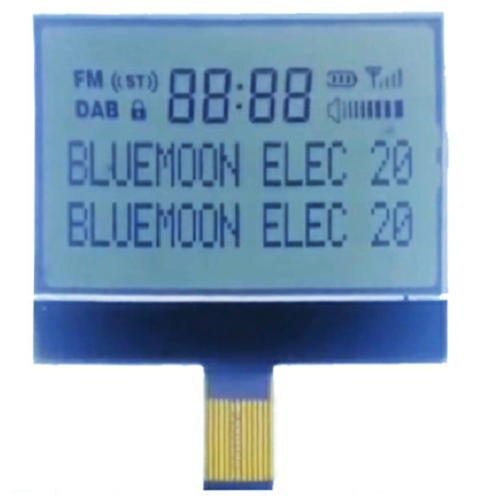 FM ((ST)) 88:88
DAB
BLUEMOON ELEC 20
BLUEMOON ELEC 20